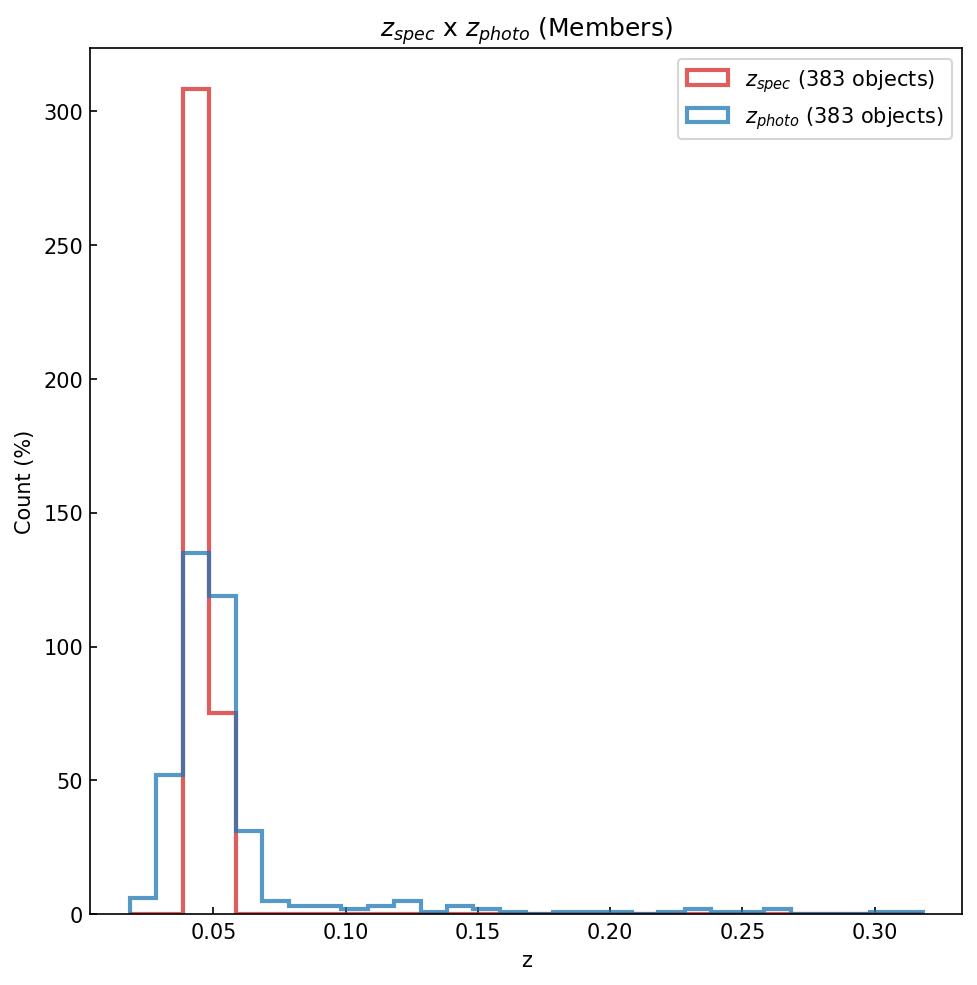 z_spec x z_photo (Members)
z_spec (383 objects)
z_photo (383 objects)
Count (%)
300
250
200
150
100
50
0
0.05 0.10 0.15 0.20 0.25 0.30
z